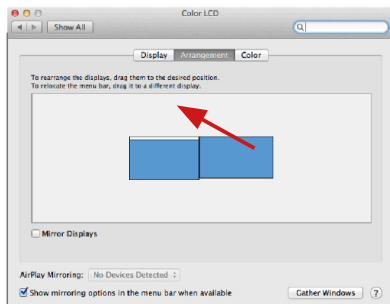 Color LCD
Show All
Display Arrangement Color
To rearrange the displays, drag them to the desired position.
To relocate the menu bar, drag it to a different display.
Mirror Displays
AirPlay Mirroring: No Devices Detected
Show mirroring options in the menu bar when available
Gather Windows ?